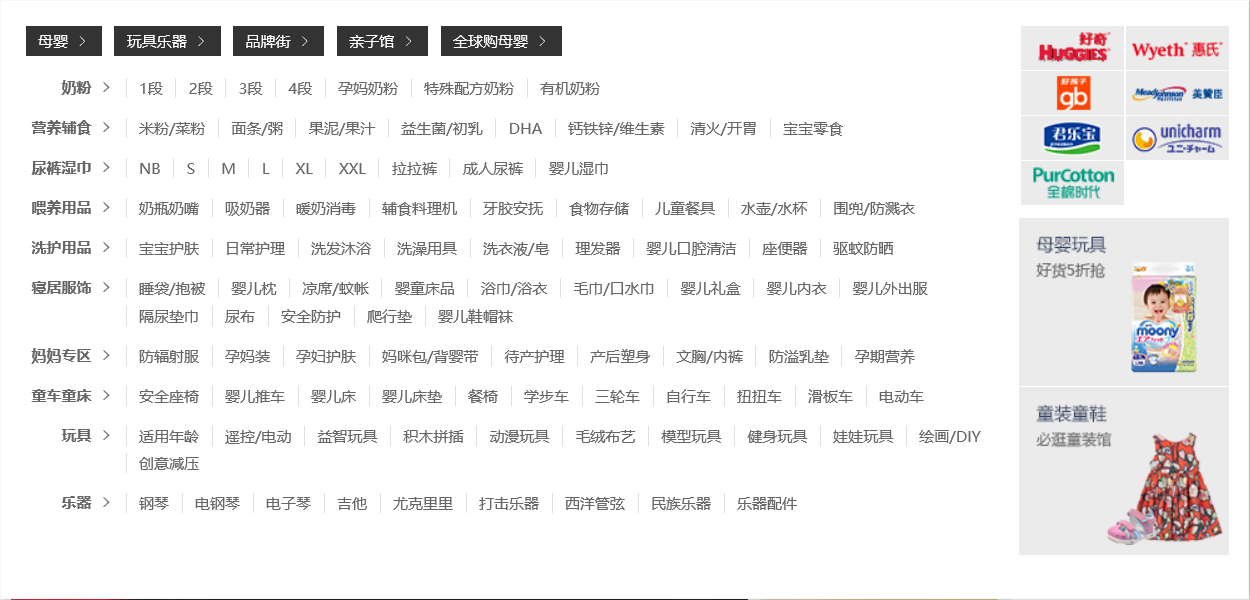 母婴 玩具乐器 品牌街 亲子馆 全球购母婴
奶粉 1段 2段 3段 4段 孕妈奶粉 特殊配方奶粉 有机奶粉
营养辅食 米粉/菜粉 面条/粥 果泥/果汁 益生菌/初乳 DHA 钙铁锌/维生素 清火/开胃 宝宝零食
尿裤湿巾 NB S M L XL XXL 拉拉裤 成人尿裤 婴儿湿巾
喂养用品 奶瓶奶嘴 吸奶器 暖奶消毒 辅食料理机 牙胶安抚 食物存储 儿童餐具 水壶/水杯 围兜/防溅衣
洗护用品 宝宝护肤 日常护理 洗发沐浴 洗澡用具 洗衣液/皂 理发器 婴儿口腔清洁 座便器 驱蚊防晒
寝居服饰 睡袋/抱被 婴儿枕 凉席/蚊帐 婴童床品 浴巾/浴衣 毛巾/口水巾 婴儿礼盒 婴儿内衣 婴儿外出服
隔尿垫巾 尿布 安全防护 爬行垫 婴儿鞋帽袜
妈妈专区 防辐射服 孕妈装 孕妇护肤 妈咪包/背婴带 待产护理 产后塑身 文胸/内裤 防溢乳垫 孕期营养
童车童床 安全座椅 婴儿推车 婴儿床 婴儿床垫 餐椅 学步车 三轮车 自行车 扭扭车 滑板车 电动车
玩具 适用年龄 遥控/电动 益智玩具 积木拼插 动漫玩具 毛绒布艺 模型玩具 健身玩具 娃娃玩具 绘画/DIY
创意减压
乐器 钢琴 电钢琴 电子琴 吉他 尤克里里 打击乐器 西洋管弦 民族乐器 乐器配件
好奇
HUGGIES
Wyeth 惠氏
好孩子
gb
MeadJohnson 美贊臣
君乐宝
unicharm
ユニ・チャーム
PurCotton
全棉时代
母婴玩具
好货5折抢
moony
童装童鞋
必逛童装馆